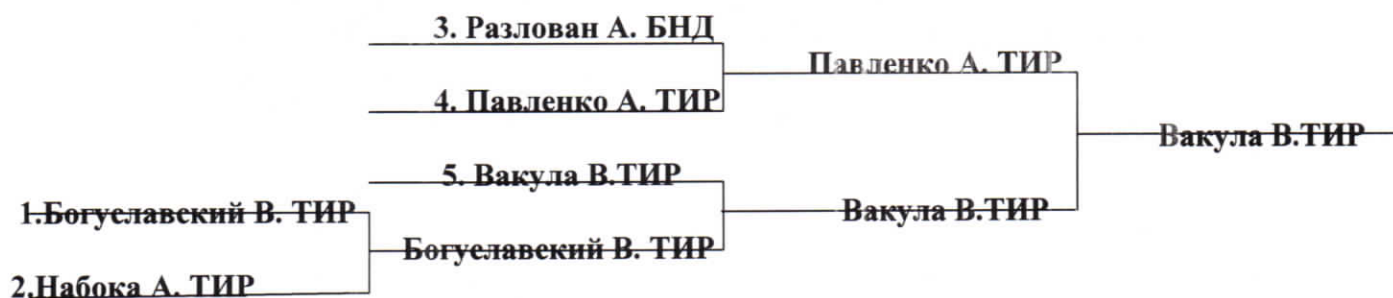 3. Разлован А. БНД
Павленко А. ТИР
4. Павленко А. ТИР
Вакула В.ТИР
5. Вакула В.ТИР
1.Богуславский В. ТИР
Вакула В.ТИР
Богуславский В. ТИР
2.Набока А. ТИР